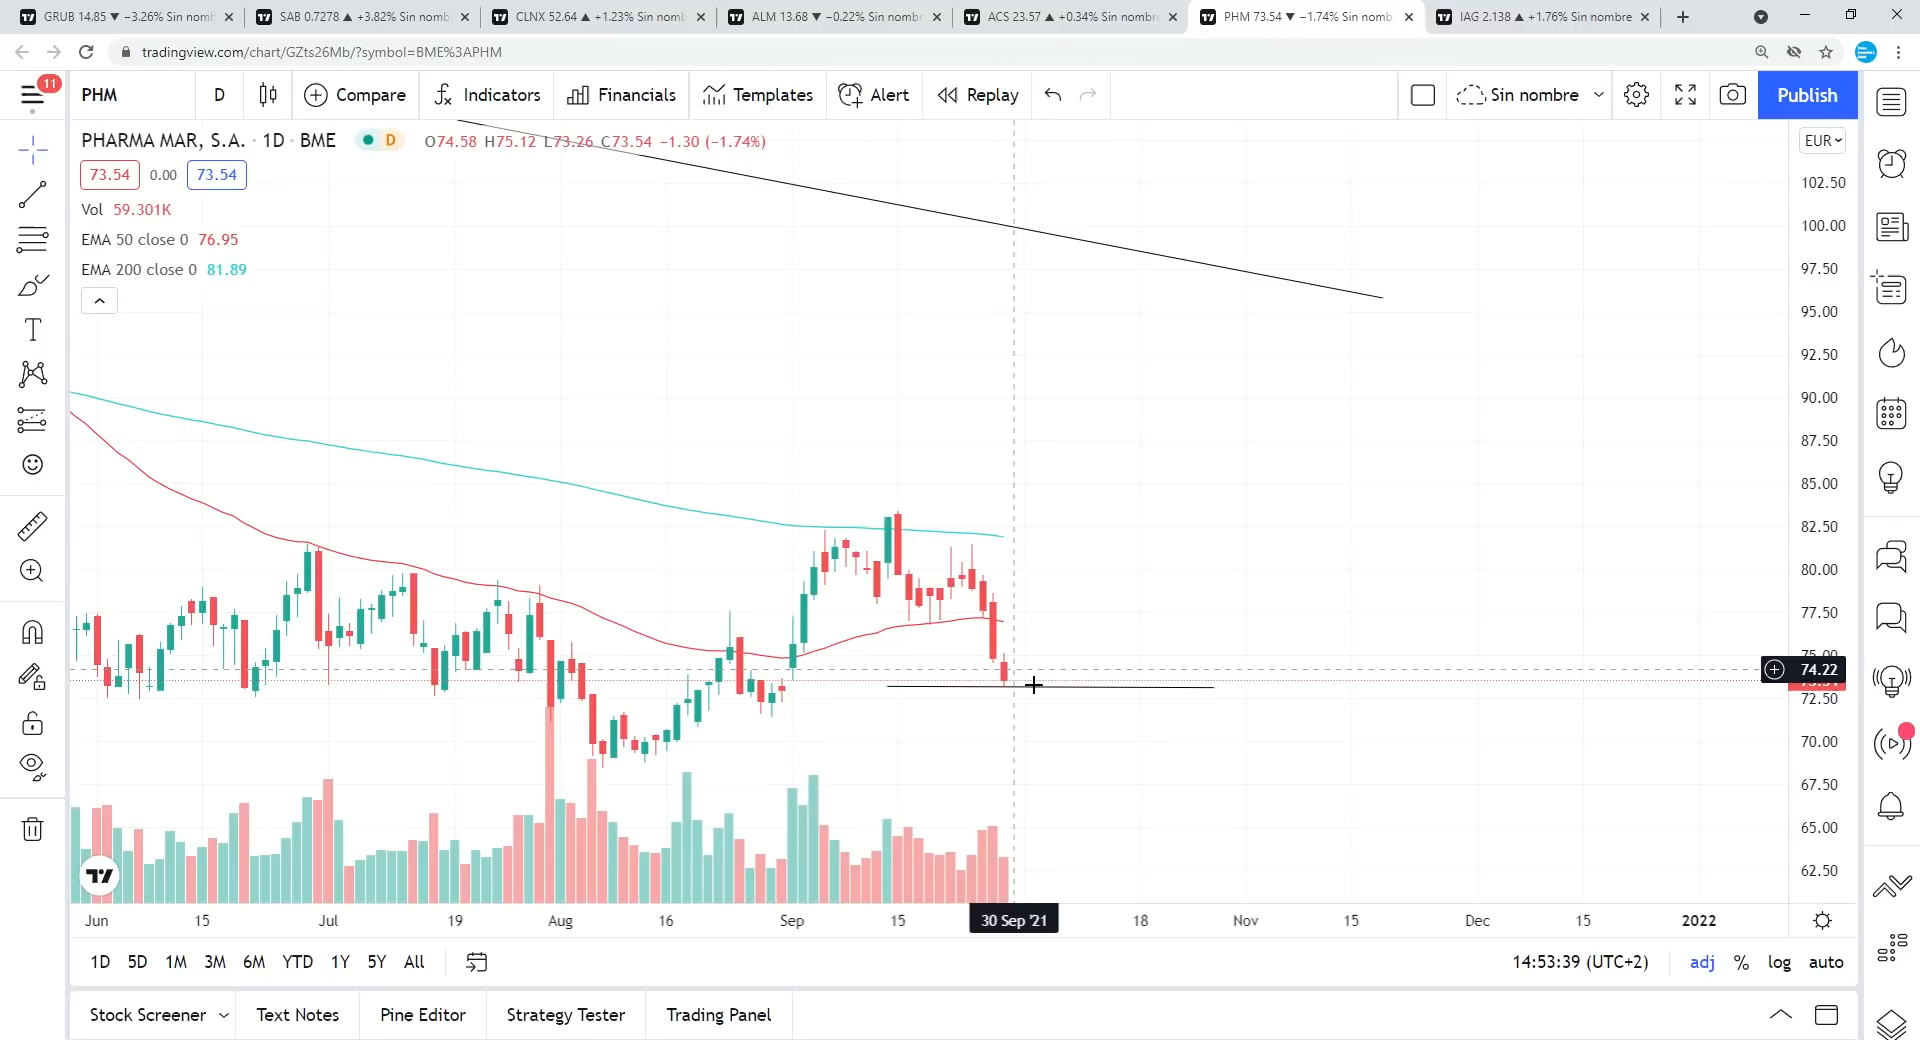 GRUB 14.85 ▼ −3.26% Sin nomb
SAB 0.7278 ▲ +3.82% Sin nomb
CLNX 52.64 ▲ +1.23% Sin nomb
ALM 13.68 ▼ −0.22% Sin nomb
ACS 23.57 ▲ +0.34% Sin nombre
PHM 73.54 ▼ −1.74% Sin nomb
IAG 2.138 ▲ +1.76% Sin nombre
tradingview.com/chart/GZts26Mb/?symbol=BME%3APHM
11
PHM D Compare Indicators Financials Templates Alert Replay Sin nombre Publish
PHARMA MAR, S.A. · 1D · BME D O74.58 H75.12 L73.26 C73.54 −1.30 (−1.74%)
EUR
73.54 0.00 73.54
Vol 59.301K
EMA 50 close 0 76.95
EMA 200 close 0 81.89
102.50
100.00
97.50
95.00
92.50
90.00
87.50
85.00
82.50
80.00
77.50
75.00
74.22
72.50
70.00
67.50
65.00
62.50
Jun 15 Jul 19 Aug 16 Sep 15 30 Sep '21 18 Nov 15 Dec 15 2022
1D 5D 1M 3M 6M YTD 1Y 5Y All 14:53:39 (UTC+2) adj % log auto
Stock Screener Text Notes Pine Editor Strategy Tester Trading Panel